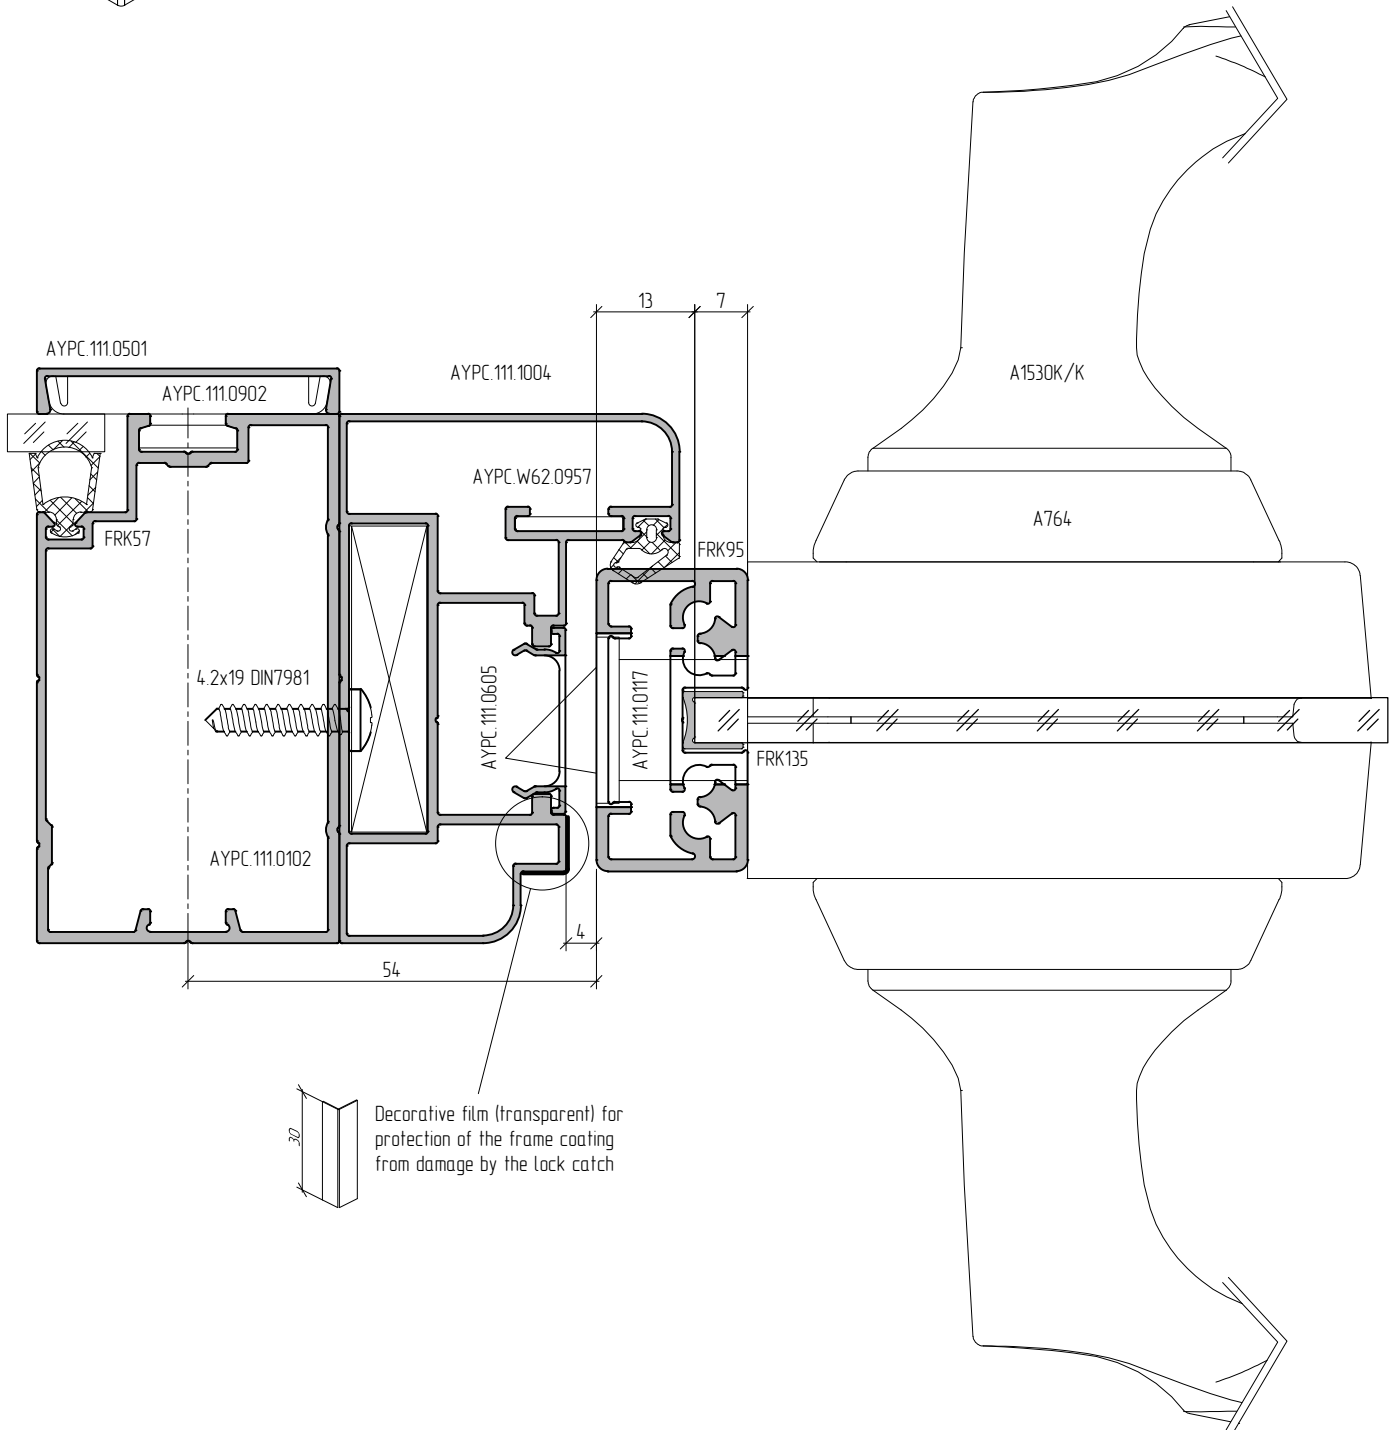 13
7
AYPC.111.0501
AYPC.111.1004
A1530K/K
AYPC.111.0902
AYPC.W62.0957
A764
FRK57
FRK95
4.2x19 DIN7981
AYPC.111.0605
AYPC.111.0117
FRK135
AYPC.111.0102
4
54
30
Decorative film (transparent) for
protection of the frame coating
from damage by the lock catch